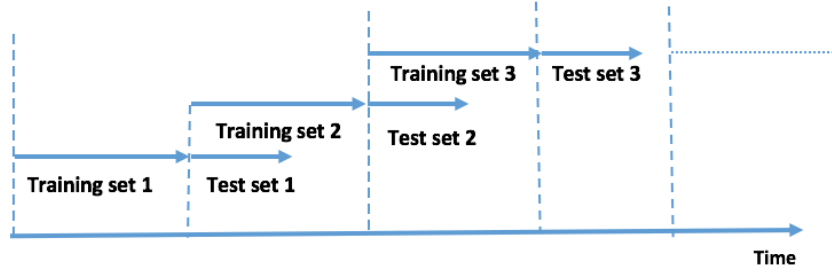 Training set 3
Test set 3
Training set 2
Test set 2
Training set 1
Test set 1
Time